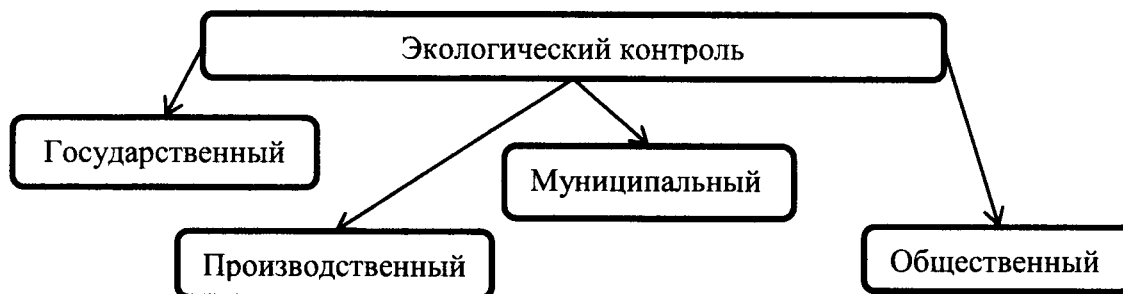 Экологический контроль
Государственный
Муниципальный
Производственный
Общественный